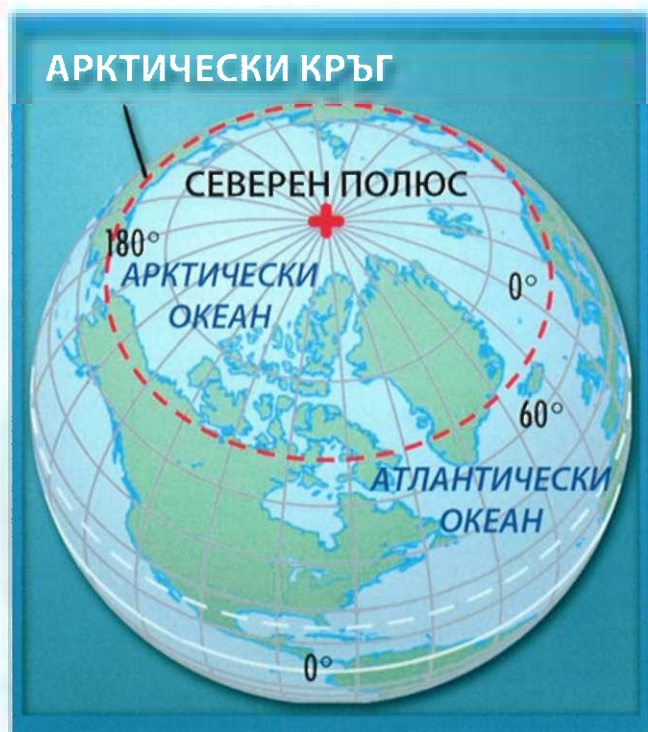 АРКТИЧЕСКИ КРЪГ
СЕВЕРЕН ПОЛЮС
180°
АРКТИЧЕСКИ
ОКЕАН
0°
60°
АТЛАНТИЧЕСКИ
ОКЕАН
0°